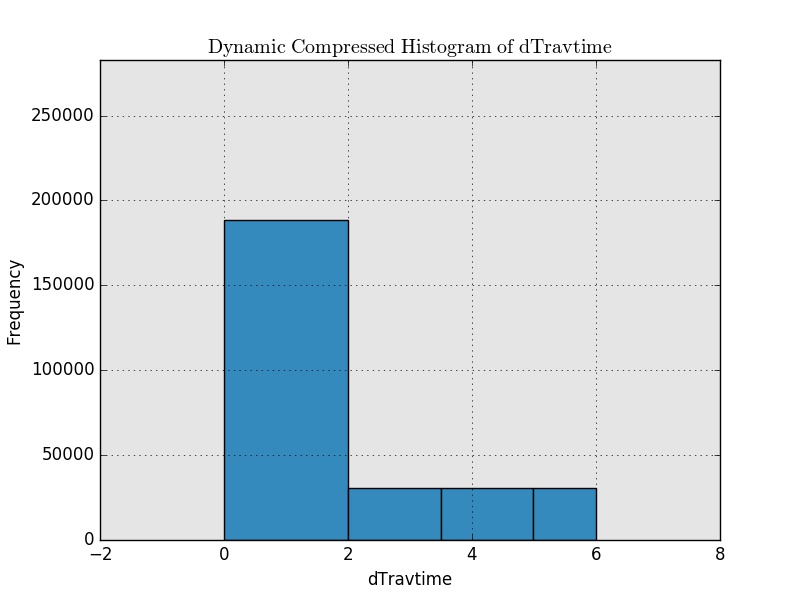 Dynamic Compressed Histogram of dTravtime
250000
200000
150000
100000
50000
0
−2 0 2 4 6 8
Frequency
dTravtime